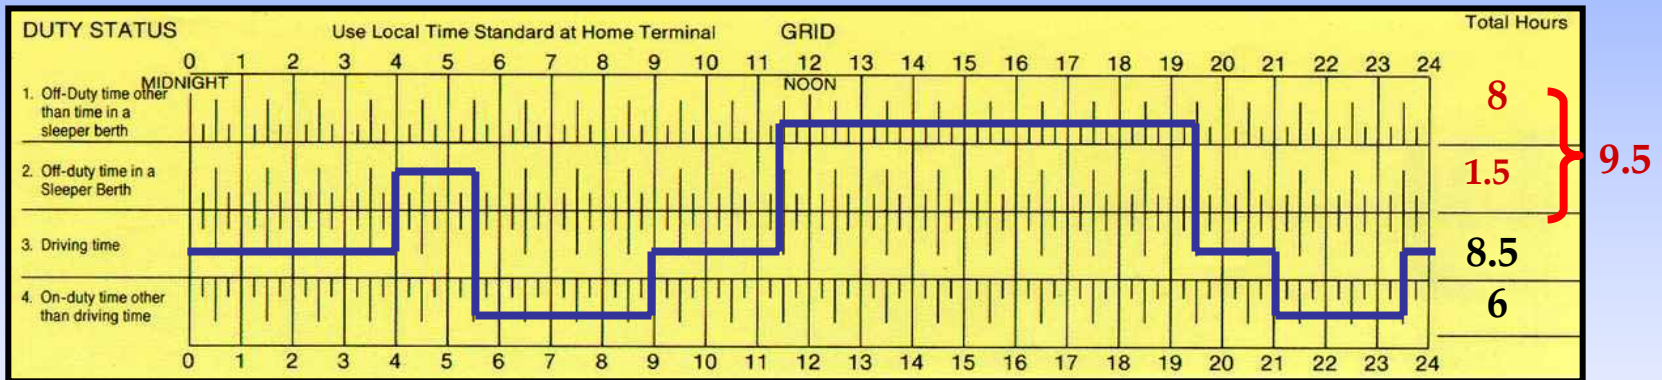 DUTY STATUS Use Local Time Standard at Home Terminal GRID Total Hours
0 1 2 3 4 5 6 7 8 9 10 11 12 13 14 15 16 17 18 19 20 21 22 23 24
MIDNIGHT NOON
1. Off-Duty time other
than time in a
sleeper berth
8
2. Off-duty time in a
Sleeper Berth
1.5
9.5
3. Driving time
8.5
4. On-duty time other
than driving time
6
0 1 2 3 4 5 6 7 8 9 10 11 12 13 14 15 16 17 18 19 20 21 22 23 24